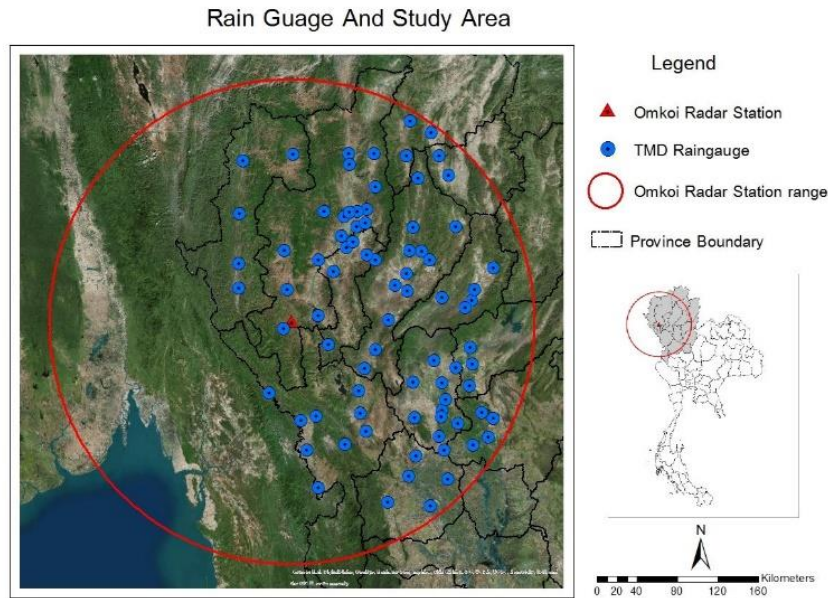 Rain Guage And Study Area
Legend
Omkoi Radar Station
TMD Raingauge
Omkoi Radar Station range
Province Boundary
N
Kilometers
0 20 40 80 120 160